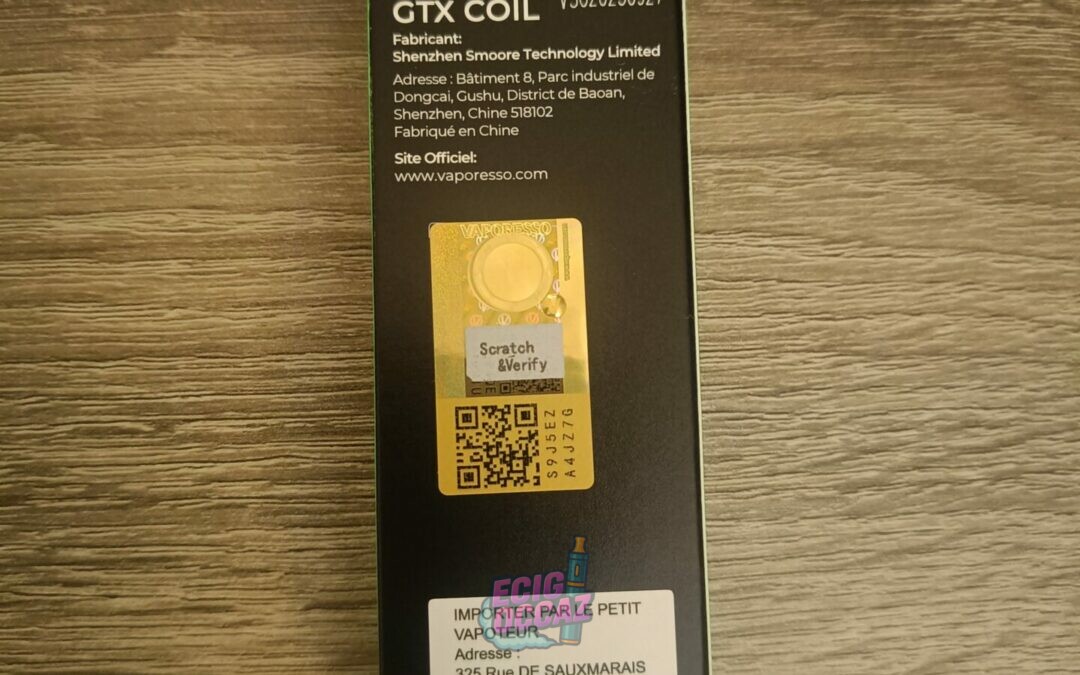 GTX COIL
Fabricant:
Shenzhen Smoore Technology Limited
Adresse : Bâtiment 8, Parc industriel de
Dongcai, Gushu, District de Baoan,
Shenzhen, Chine 518102
Fabriqué en Chine
Site Officiel:
www.vaporesso.com
VAPORESSO
Scratch
&Verify
S9J5EZ
A4JZ7G
ECIG
IMPORTER PAR LE PETIT
VAPOTEUR
Adresse :
325 Rue DE SAUXMARAIS